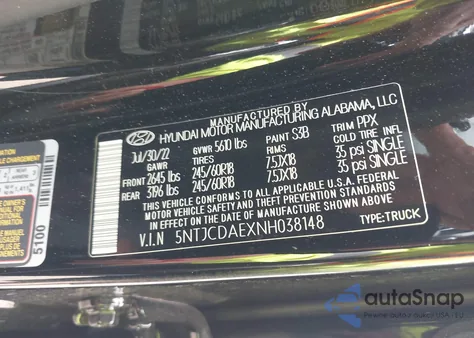 MANUFACTURED BY
HYUNDAI MOTOR MANUFACTURING ALABAMA, LLC
Jul/30/22 GVWR 5610 lbs PAINT S3B TRIM PPX
GAWR TIRES RIMS COLD TIRE INFL
FRONT 2645 lbs 245/60R18 7.5JX18 35 psi SINGLE
REAR 3196 lbs 245/60R18 7.5JX18 35 psi SINGLE
THIS VEHICLE CONFORMS TO ALL APPLICABLE U.S.A. FEDERAL
MOTOR VEHICLE SAFETY AND THEFT PREVENTION STANDARDS
IN EFFECT ON THE DATE OF MANUFACTURE SHOWN ABOVE.
V.I.N 5NTJCDAEXNH038148 TYPE:TRUCK
CHARGEMENT
ADDITIONAL
INFORMATION
5100
autoSnap